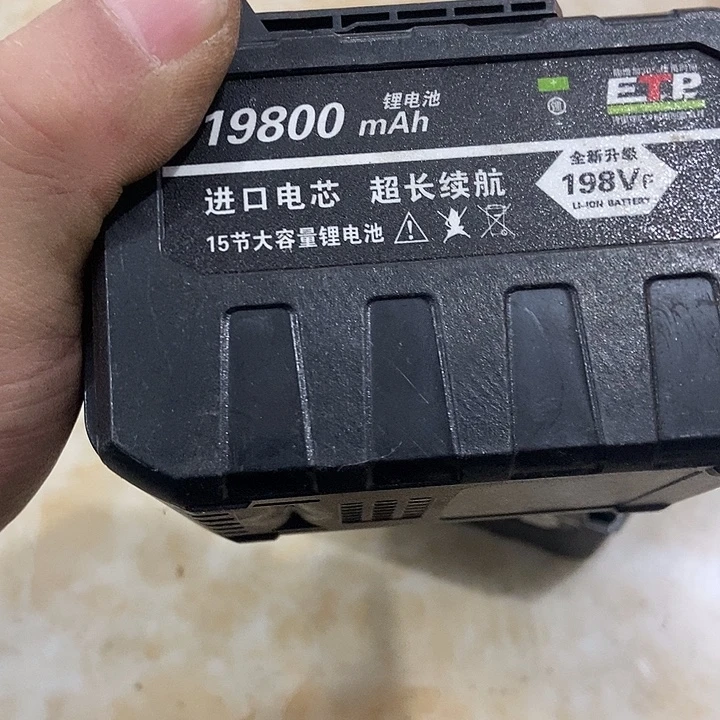 锂电池
19800 mAh
ETP
全新升级
198VF
LI-ION BATTERY
进口电芯 超长续航
15节大容量锂电池